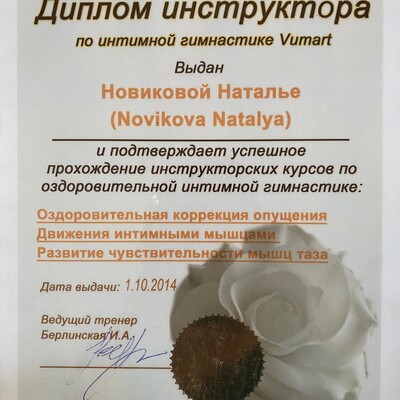 Диплом инструктора
по интимной гимнастике Vumart
Выдан
Новиковой Наталье
(Novikova Natalya)
и подтверждает успешное
прохождение инструкторских курсов по
оздоровительной интимной гимнастике:
Оздоровительная коррекция опущения
Движения интимными мышцами
Развитие чувствительности мышц таза
Дата выдачи: 1.10.2014
Ведущий тренер
Берлинская И.А.